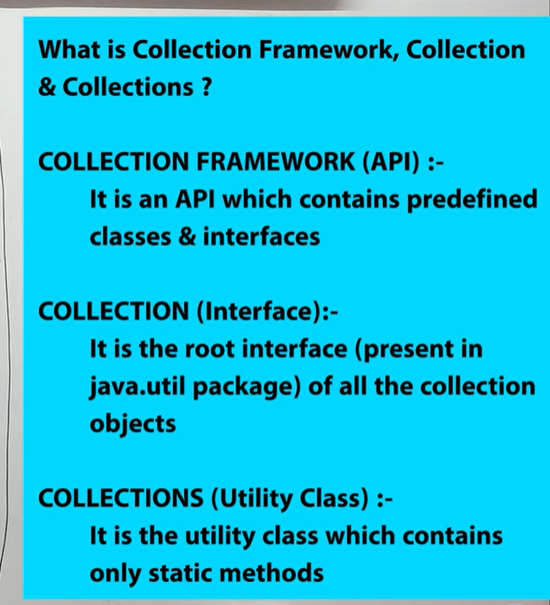 What is Collection Framework, Collection
& Collections ?
COLLECTION FRAMEWORK (API) :-
It is an API which contains predefined
classes & interfaces
COLLECTION (Interface):-
It is the root interface (present in
java.util package) of all the collection
objects
COLLECTIONS (Utility Class) :-
It is the utility class which contains
only static methods